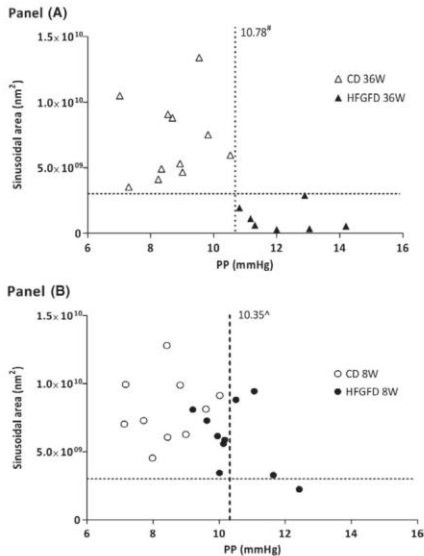 Panel (A)
10.78#
1.5×10¹⁰
1.0×10¹⁰
5.0×10⁰⁹
0
Sinusoidal area (nm²)
△ CD 36W
▲ HFGFD 36W
6 8 10 12 14 16
PP (mmHg)
Panel (B)
10.35^
1.5×10¹⁰
1.0×10¹⁰
5.0×10⁰⁹
0
Sinusoidal area (nm²)
○ CD 8W
● HFGFD 8W
6 8 10 12 14 16
PP (mmHg)